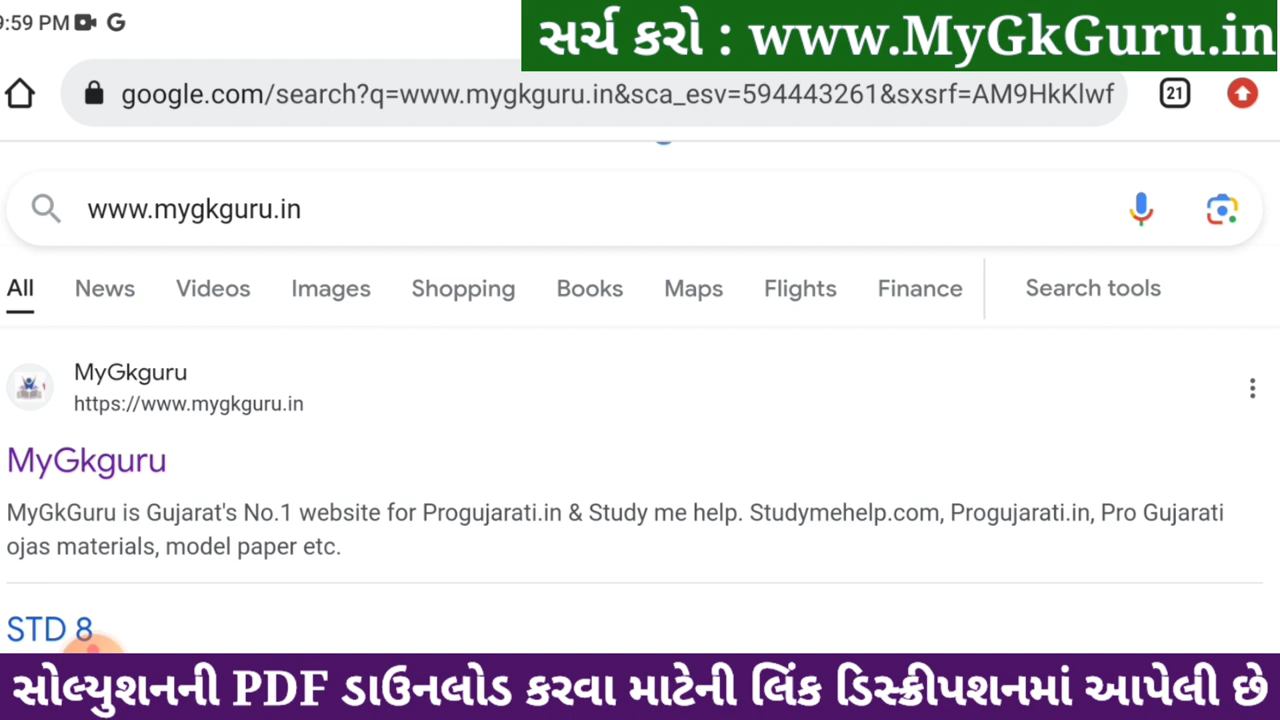 9:59 PM
સર્ચ કરો : www.MyGkGuru.in
google.com/search?q=www.mygkguru.in&sca_esv=594443261&sxsrf=AM9HkKlwf
21
www.mygkguru.in
All News Videos Images Shopping Books Maps Flights Finance Search tools
MyGkguru
https://www.mygkguru.in
MyGkguru
MyGkGuru is Gujarat's No.1 website for Progujarati.in & Study me help. Studymehelp.com, Progujarati.in, Pro Gujarati
ojas materials, model paper etc.
STD 8
સોલ્યુશનની PDF ડાઉનલોડ કરવા માટેની લિંક ડિસ્ક્રીપશનમાં આપેલી છે